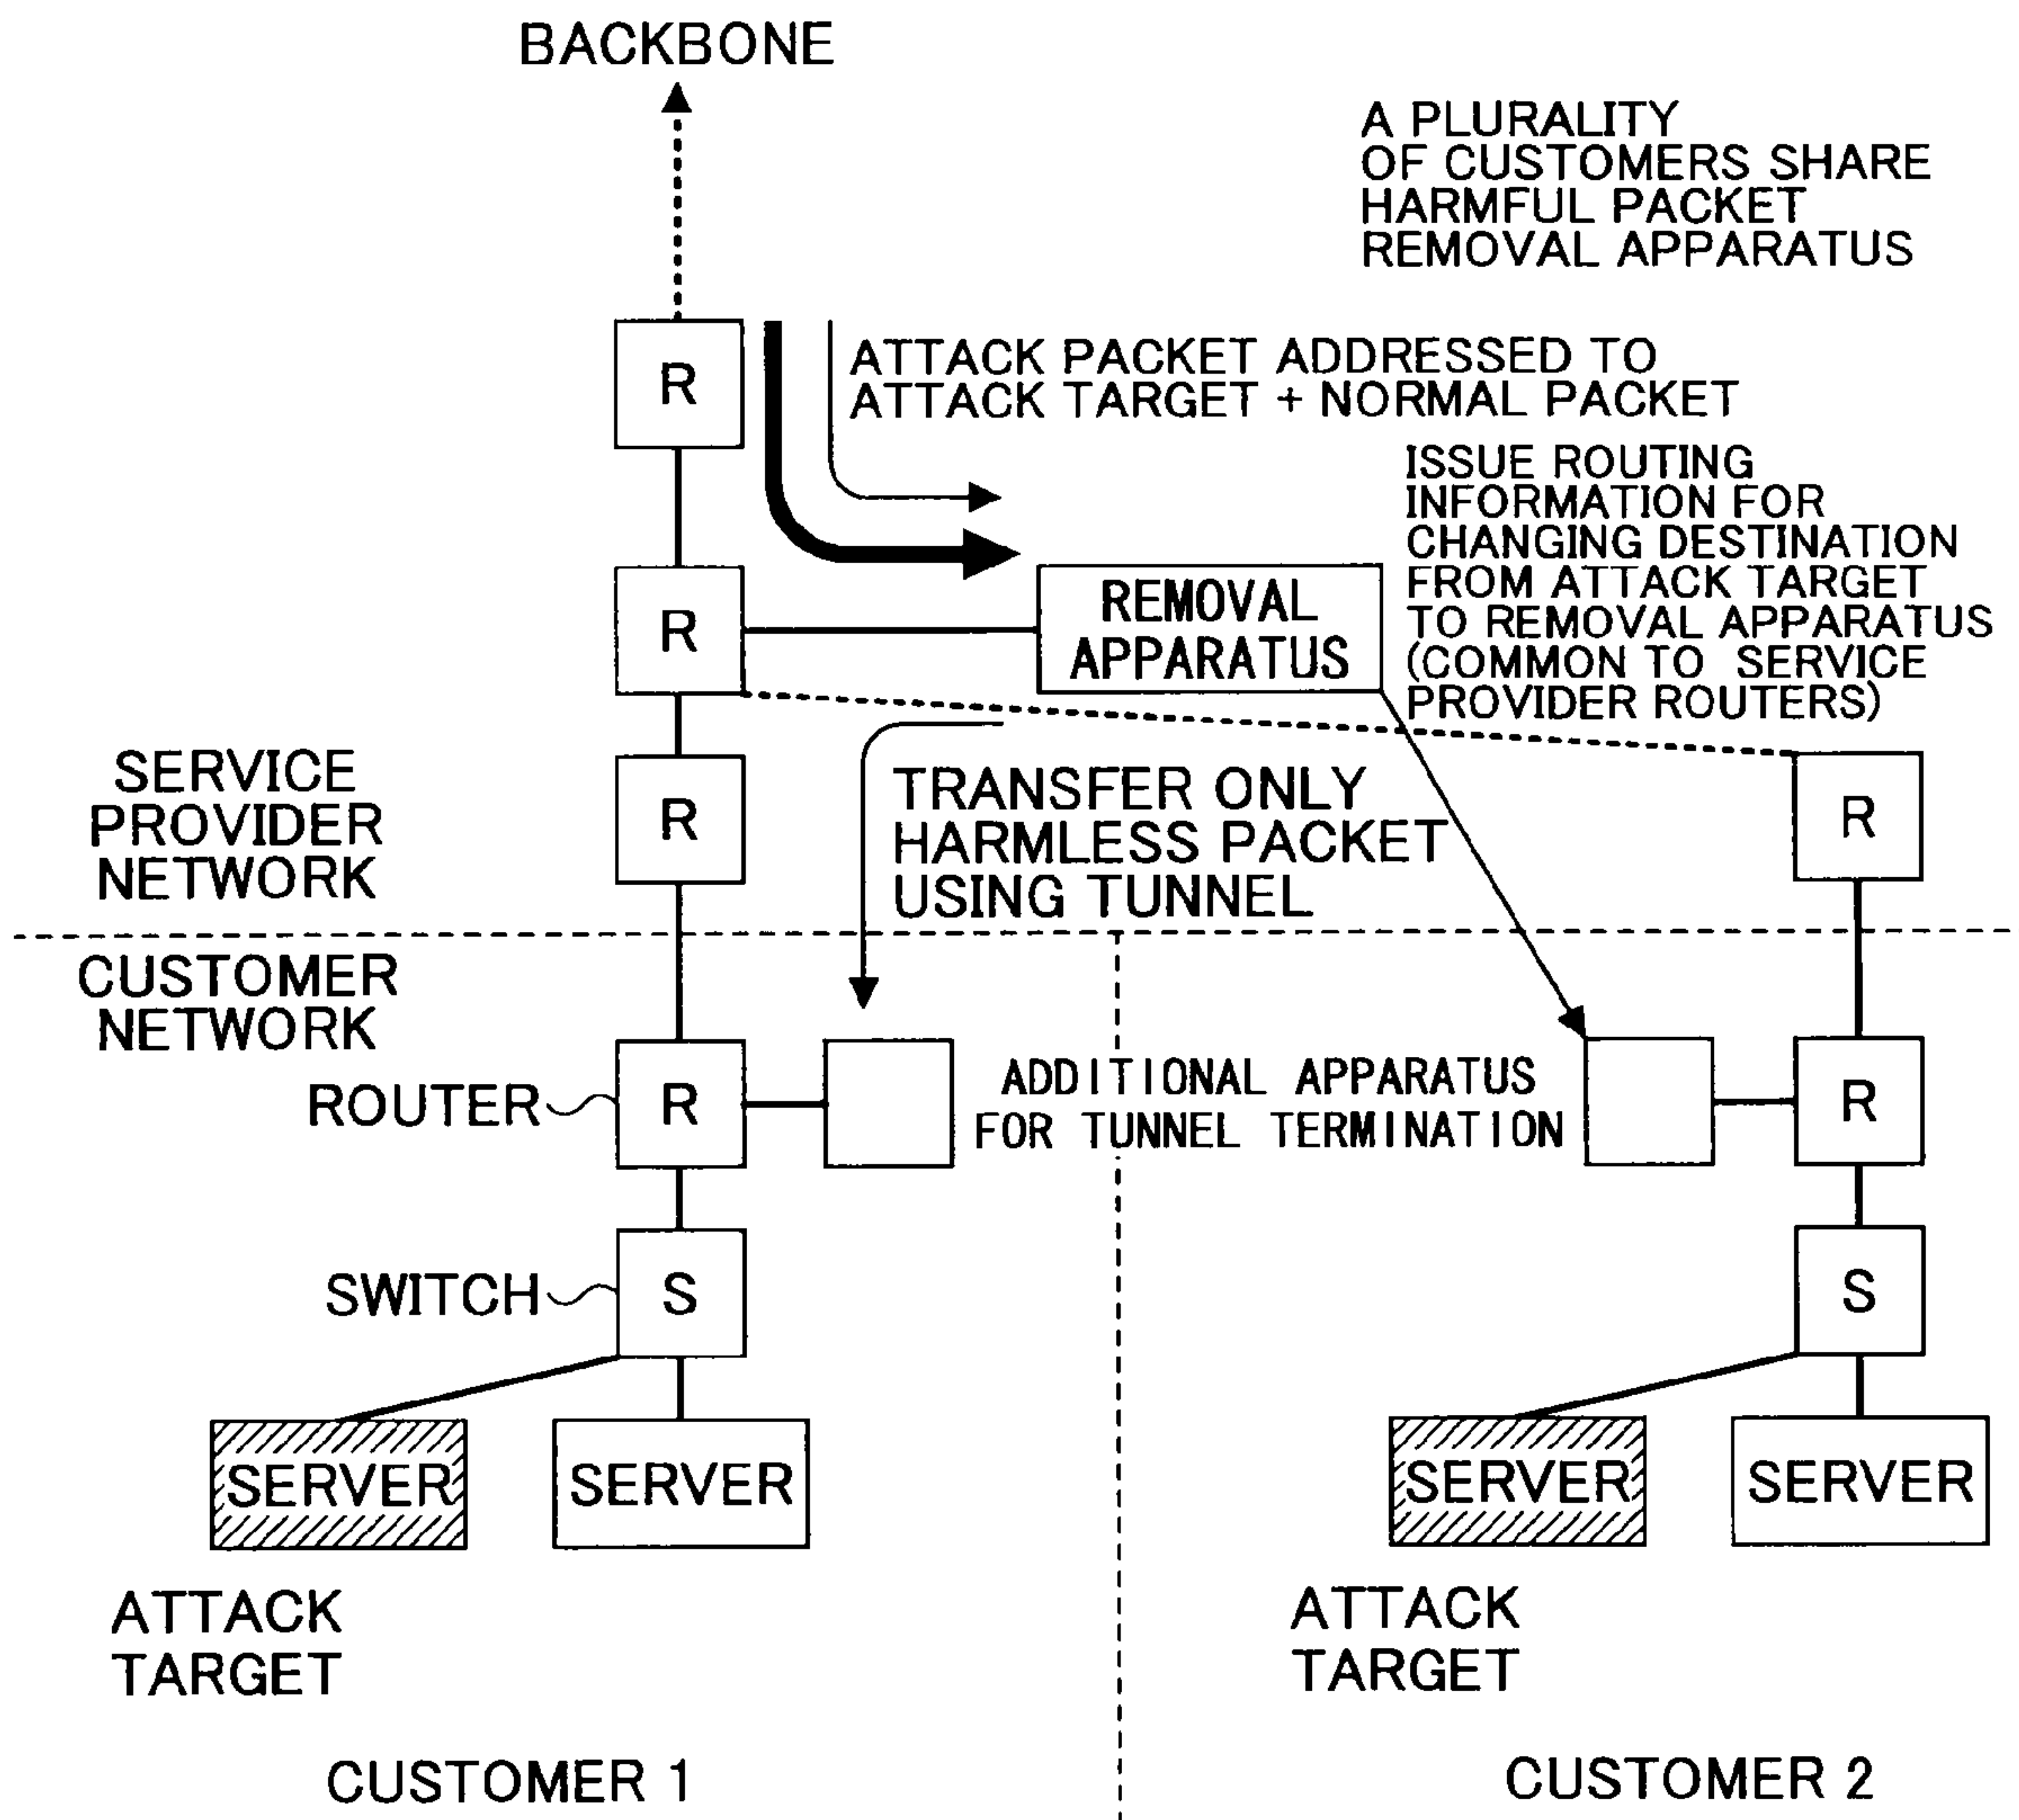 BACKBONE
A PLURALITY
OF CUSTOMERS SHARE
HARMFUL PACKET
REMOVAL APPARATUS
R
ATTACK PACKET ADDRESSED TO
ATTACK TARGET + NORMAL PACKET
ISSUE ROUTING
INFORMATION FOR
CHANGING DESTINATION
FROM ATTACK TARGET
TO REMOVAL APPARATUS
(COMMON TO SERVICE
PROVIDER ROUTERS)
R
REMOVAL
APPARATUS
SERVICE
PROVIDER
NETWORK
R
TRANSFER ONLY
HARMLESS PACKET
USING TUNNEL
R
CUSTOMER
NETWORK
ROUTER
R
ADDITIONAL APPARATUS
FOR TUNNEL TERMINATION
R
SWITCH
S
S
SERVER
SERVER
SERVER
SERVER
ATTACK
TARGET
ATTACK
TARGET
CUSTOMER 1
CUSTOMER 2